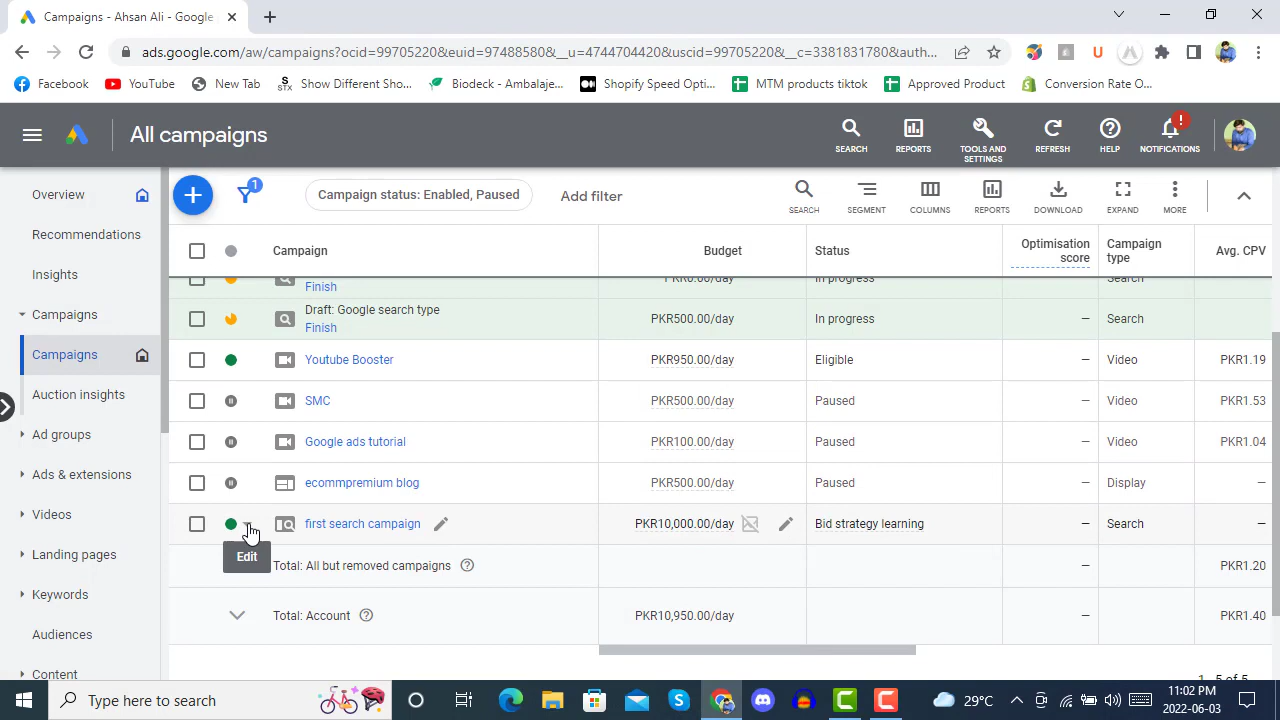 Campaigns - Ahsan Ali - Google
ads.google.com/aw/campaigns?ocid=99705220&euid=97488580&__u=4744704420&uscid=99705220&__c=3381831780&auth...
Facebook
YouTube
New Tab
STX
Show Different Sho...
Biodeck - Ambalaje...
Shopify Speed Opti...
MTM products tiktok
Approved Product
Conversion Rate O...
All campaigns
SEARCH
REPORTS
TOOLS AND
SETTINGS
REFRESH
HELP
!
NOTIFICATIONS
Overview
Recommendations
Insights
Campaigns
Campaigns
Auction insights
Ad groups
Ads & extensions
Videos
Landing pages
Keywords
Audiences
Content
1
Campaign status: Enabled, Paused
Add filter
SEARCH
SEGMENT
COLUMNS
REPORTS
DOWNLOAD
EXPAND
MORE
Campaign
Budget
Status
Optimisation
score
Campaign
type
Avg. CPV
Finish
PKR0.00/day
In progress
Search
Draft: Google search type
Finish
PKR500.00/day
In progress
—
Search
Youtube Booster
PKR950.00/day
Eligible
—
Video
PKR1.19
SMC
PKR500.00/day
Paused
—
Video
PKR1.53
Google ads tutorial
PKR100.00/day
Paused
—
Video
PKR1.04
ecommpremium blog
PKR500.00/day
Paused
—
Display
—
first search campaign
PKR10,000.00/day
Bid strategy learning
—
Search
—
Edit
Total: All but removed campaigns
—
PKR1.20
Total: Account
PKR10,950.00/day
—
PKR1.40
1 - 5 of 5
Type here to search
29°C
11:02 PM
2022-06-03